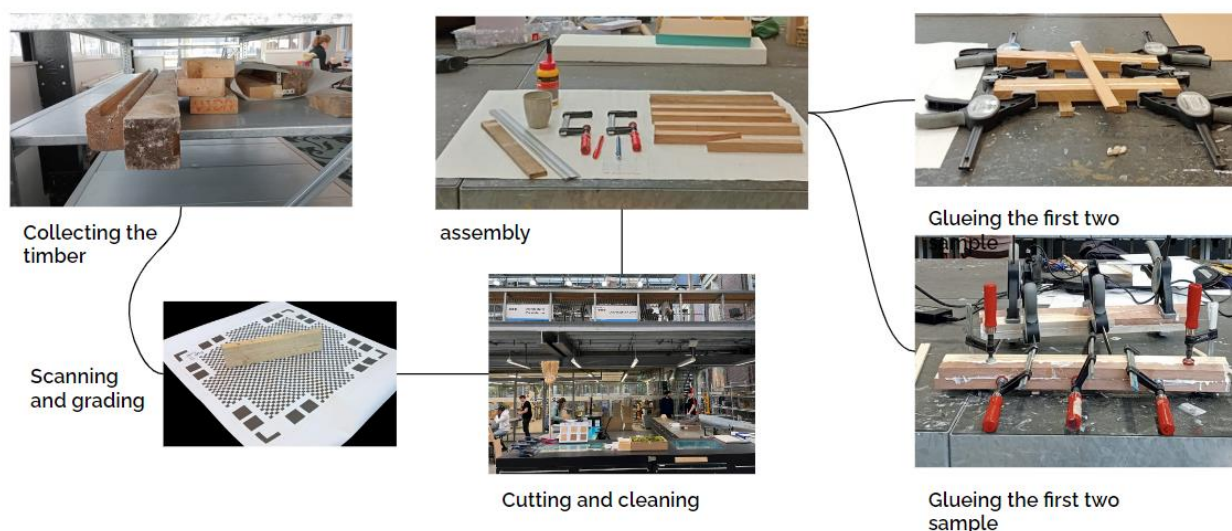 Collecting the
timber
assembly
Glueing the first two
sample
Scanning
and grading
Cutting and cleaning
Glueing the first two
sample